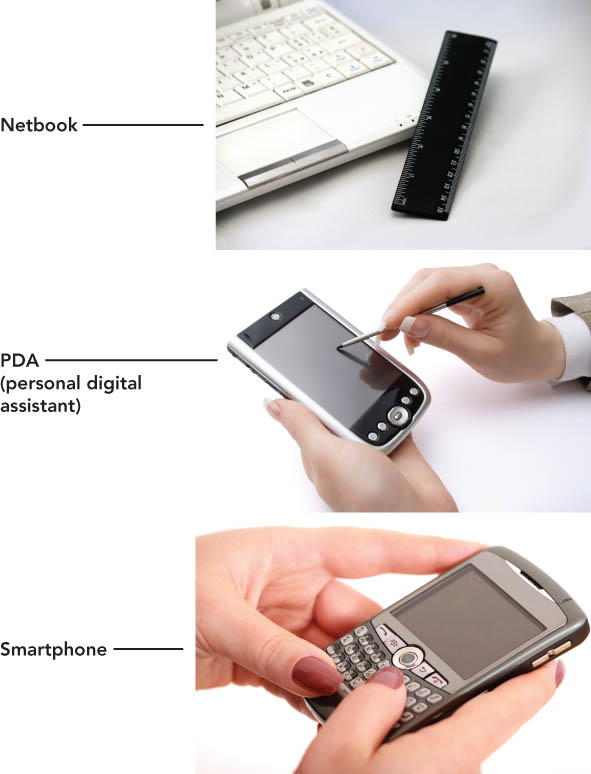 Netbook
PDA
(personal digital
assistant)
Smartphone